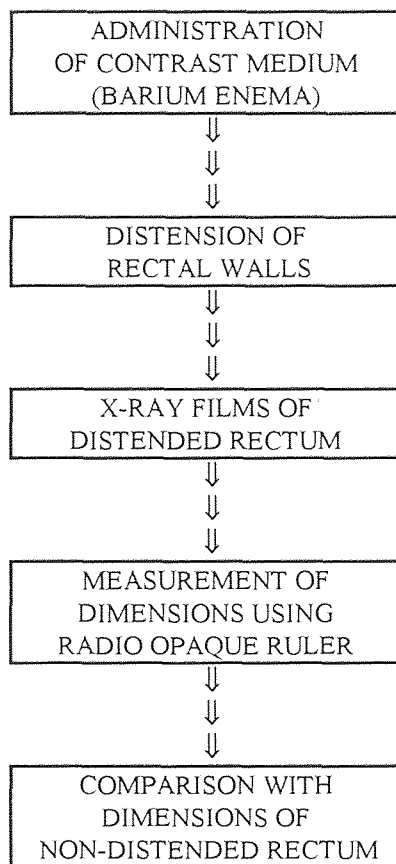 ADMINISTRATION
OF CONTRAST MEDIUM
(BARIUM ENEMA)
⇓
⇓
⇓
DISTENSION OF
RECTAL WALLS
⇓
⇓
⇓
X-RAY FILMS OF
DISTENDED RECTUM
⇓
⇓
⇓
MEASUREMENT OF
DIMENSIONS USING
RADIO OPAQUE RULER
⇓
⇓
⇓
COMPARISON WITH
DIMENSIONS OF
NON-DISTENDED RECTUM